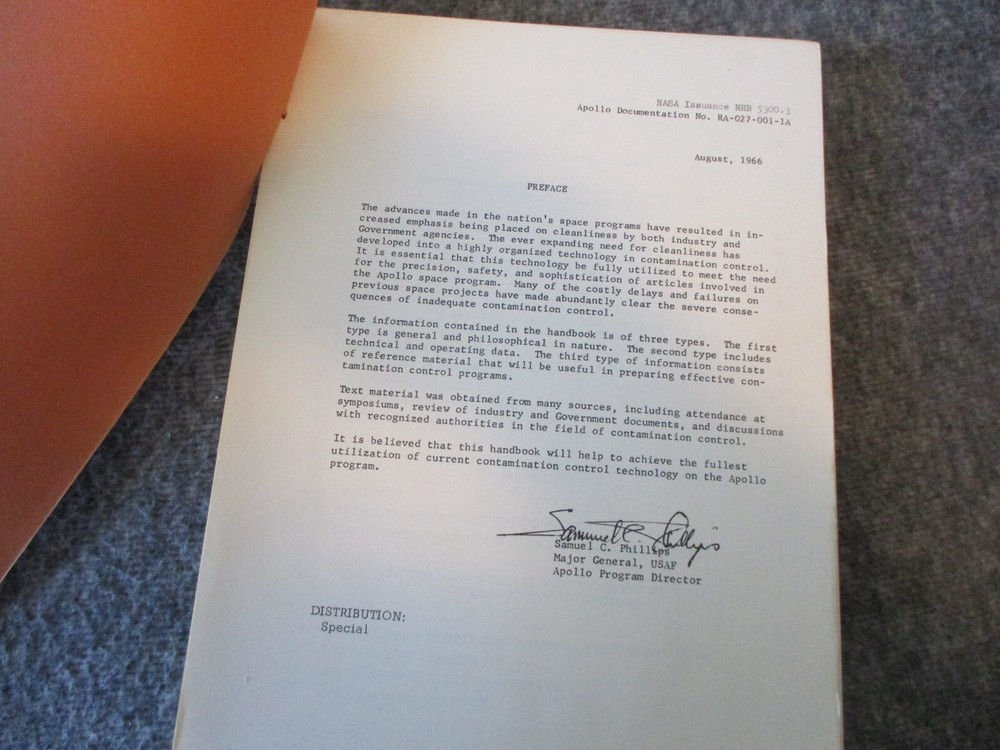 NASA Issuance NHB 5300.3
Apollo Documentation No. RA-027-001-1A
August, 1966
PREFACE
The advances made in the nation's space programs have resulted in in-
creased emphasis being placed on cleanliness by both industry and
Government agencies. The ever expanding need for cleanliness has
developed into a highly organized technology in contamination control.
It is essential that this technology be fully utilized to meet the need
for the precision, safety, and sophistication of articles involved in
the Apollo space program. Many of the costly delays and failures on
previous space projects have made abundantly clear the severe conse-
quences of inadequate contamination control.
The information contained in the handbook is of three types. The first
type is general and philosophical in nature. The second type includes
technical and operating data. The third type of information consists
of reference material that will be useful in preparing effective con-
tamination control programs.
Text material was obtained from many sources, including attendance at
symposiums, review of industry and Government documents, and discussions
with recognized authorities in the field of contamination control.
It is believed that this handbook will help to achieve the fullest
utilization of current contamination control technology on the Apollo
program.
Samuel C. Phillips
Samuel C. Phillips
Major General, USAF
Apollo Program Director
DISTRIBUTION:
Special